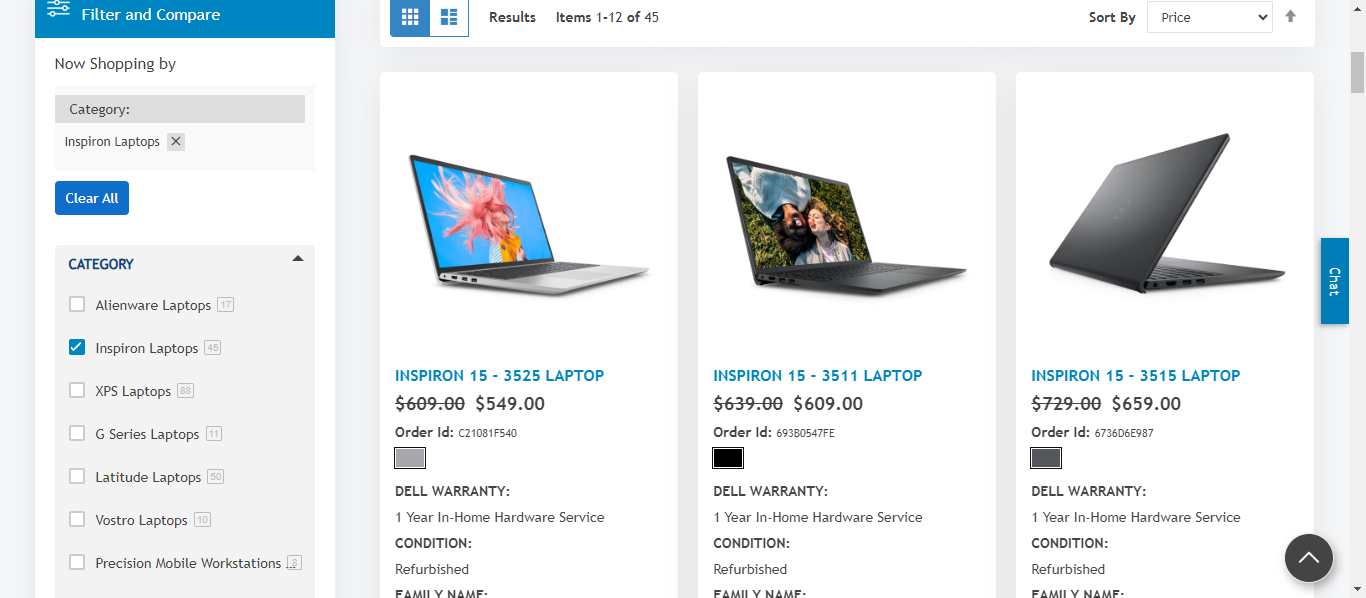 Filter and Compare
Results Items 1-12 of 45
Sort By Price
Now Shopping by
Category:
Inspiron Laptops
Clear All
CATEGORY
Alienware Laptops 17
Inspiron Laptops 45
XPS Laptops 88
G Series Laptops 11
Latitude Laptops 50
Vostro Laptops 10
Precision Mobile Workstations ...
INSPIRON 15 - 3525 LAPTOP
$609.00 $549.00
Order Id: C21081F540
DELL WARRANTY:
1 Year In-Home Hardware Service
CONDITION:
Refurbished
FAMILY NAME:
INSPIRON 15 - 3511 LAPTOP
$639.00 $609.00
Order Id: 693B0547FE
DELL WARRANTY:
1 Year In-Home Hardware Service
CONDITION:
Refurbished
FAMILY NAME:
INSPIRON 15 - 3515 LAPTOP
$729.00 $659.00
Order Id: 6736D6E987
DELL WARRANTY:
1 Year In-Home Hardware Service
CONDITION:
Refurbished
FAMILY NAME:
Chat